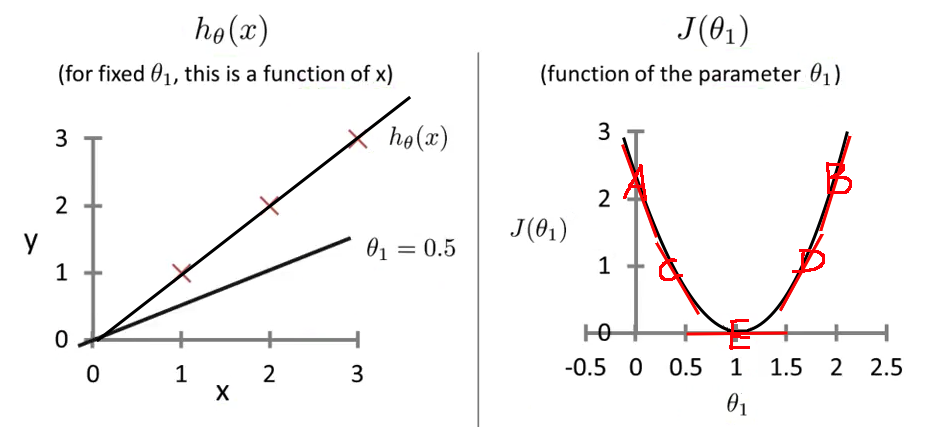 hθ(x)
(for fixed θ1, this is a function of x)
3
2
1
0
y
0 1 2 3
x
hθ(x)
θ1 = 0.5
J(θ1)
(function of the parameter θ1)
3
2
1
0
J(θ1)
-0.5 0 0.5 1 1.5 2 2.5
θ1
A
B
C
D
E